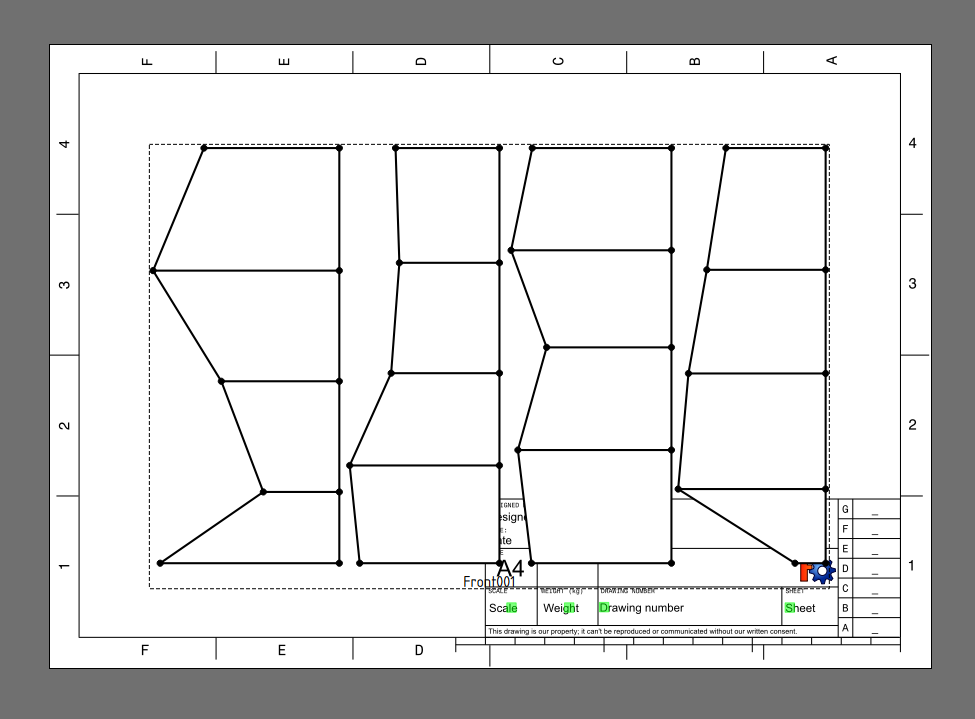 F E D C B A
4 4
3 3
2 2
1 1
G _
F _
E _
D _
C _
B _
A _
IGNED
esigne
E:
ate
A4
Front001
SCALE WEIGHT (kg) DRAWING NUMBER SHEET
Scale Weight Drawing number Sheet
This drawing is our property; it can't be reproduced or communicated without our written consent.
F E D